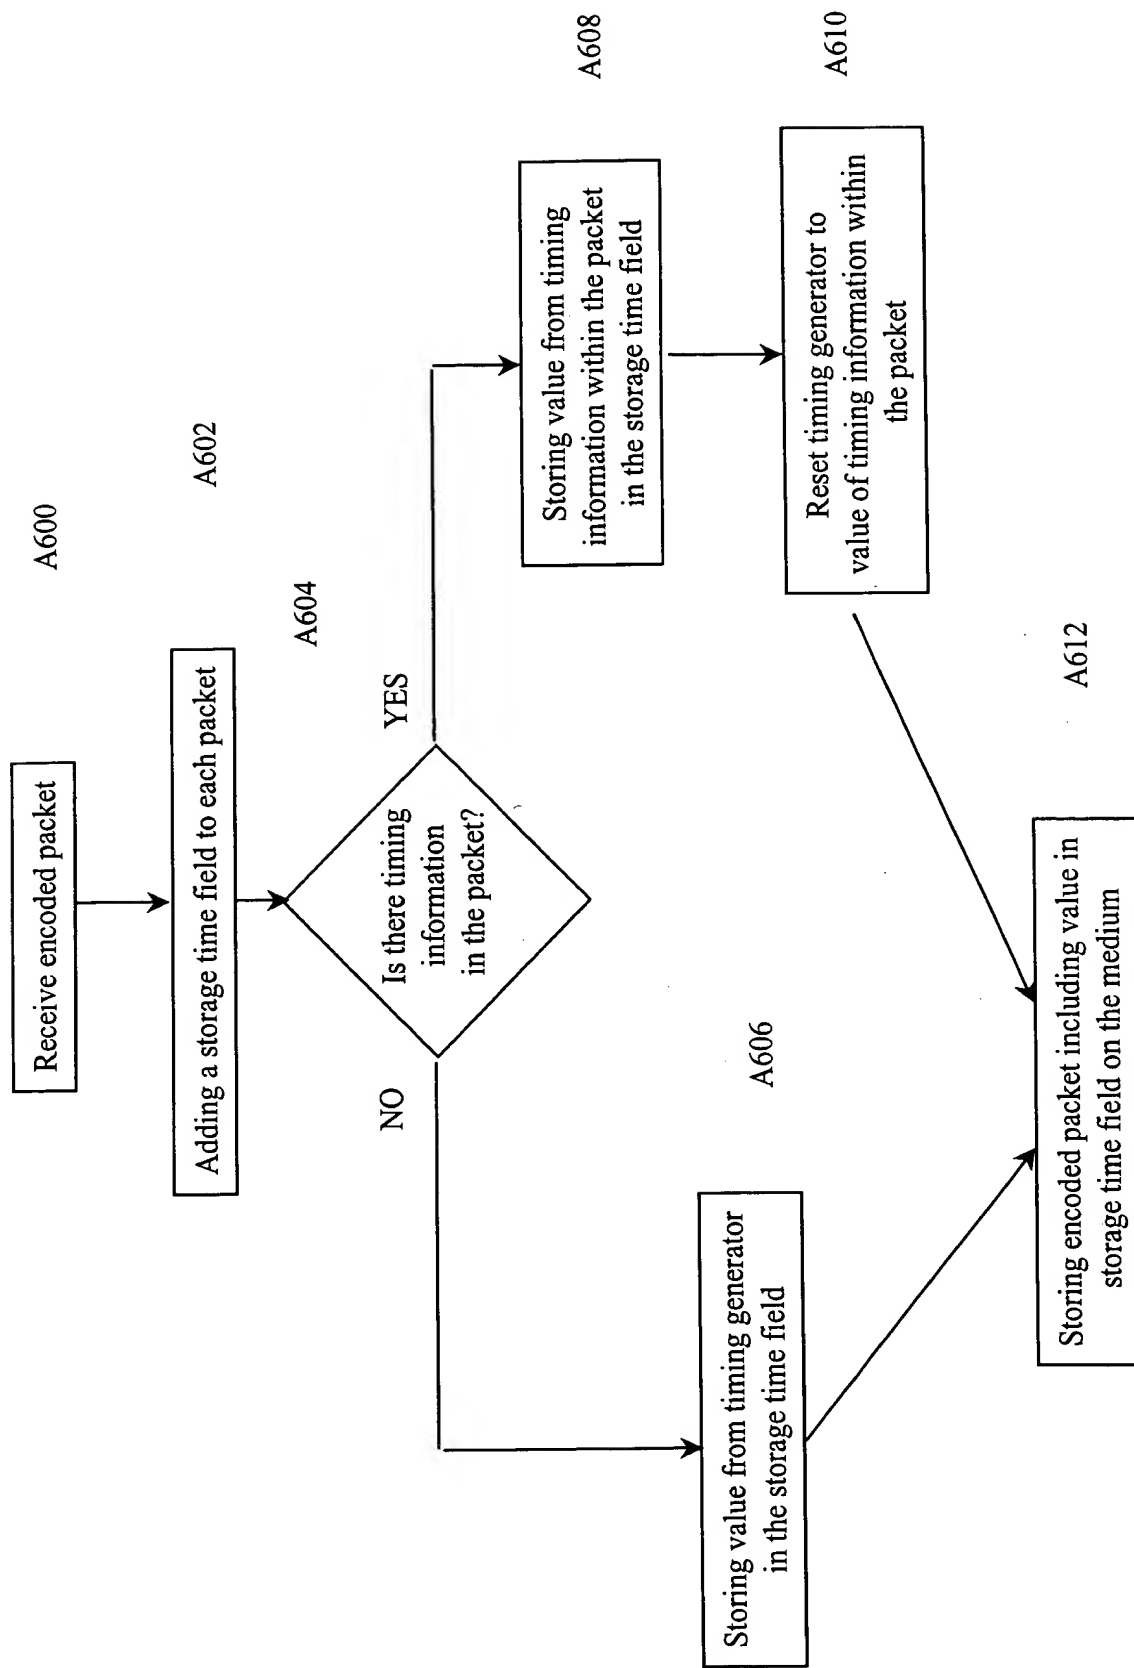 A600
Receive encoded packet
A602
Adding a storage time field to each packet
A604
Is there timing
information
in the packet?
NO
YES
A606
Storing value from timing generator
in the storage time field
A608
Storing value from timing
information within the packet
in the storage time field
A610
Reset timing generator to
value of timing information within
the packet
A612
Storing encoded packet including value in
storage time field on the medium